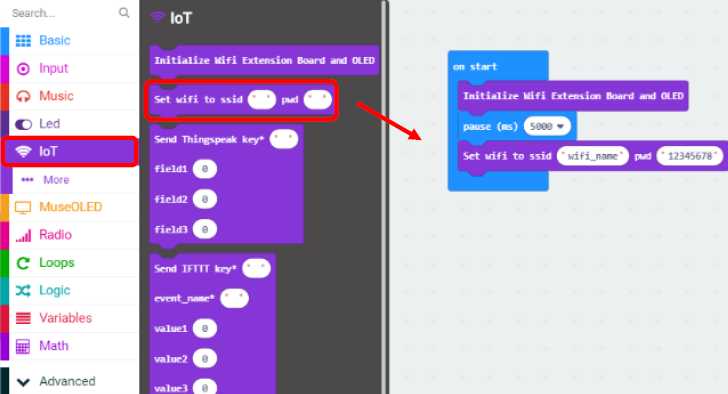 Search...
Basic
Input
Music
Led
IoT
More
MuseOLED
Radio
Loops
Logic
Variables
Math
Advanced
IoT
Initialize Wifi Extension Board and OLED
Set wifi to ssid " " pwd " "
Send Thingspeak key* " "
field1 0
field2 0
field3 0
Send IFTTT key* " "
event_name* " "
value1 0
value2 0
value3 0
on start
Initialize Wifi Extension Board and OLED
pause (ms) 5000
Set wifi to ssid "wifi_name" pwd "12345678"